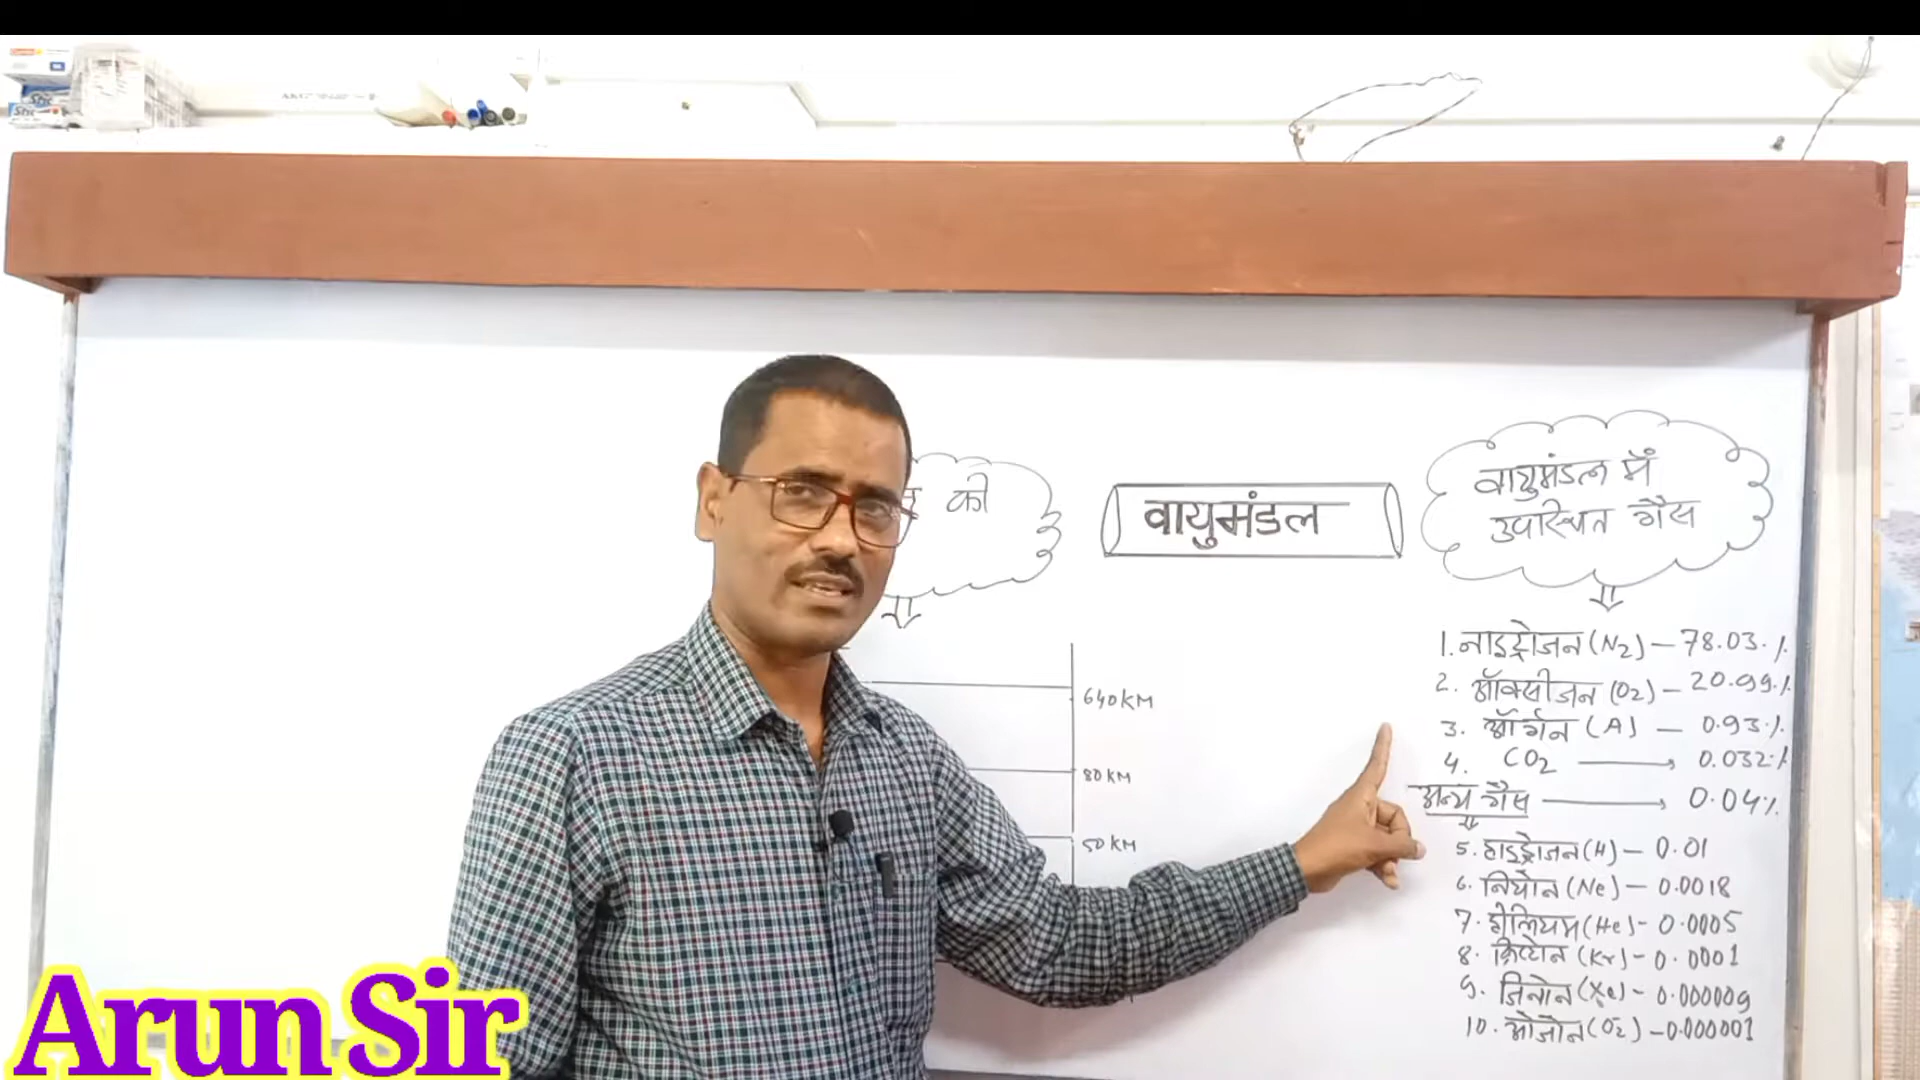 की
वायुमंडल
वायुमंडल में
उपस्थित गैस
1. नाइट्रोजन (N2) – 78.03%
2. ऑक्सीजन (O2) – 20.99%
3. ऑर्गन (A) – 0.93%
4. CO2 → 0.032%
अन्य गैस → 0.04%
5. हाइड्रोजन (H) – 0.01
6. नियोन (Ne) – 0.0018
7. हीलियम (He) – 0.0005
8. क्रिप्टोन (Kr) – 0.0001
9. जिनोन (Xe) – 0.000009
10. ओजोन (O2) – 0.000001
640 KM
80 KM
50 KM
Arun Sir